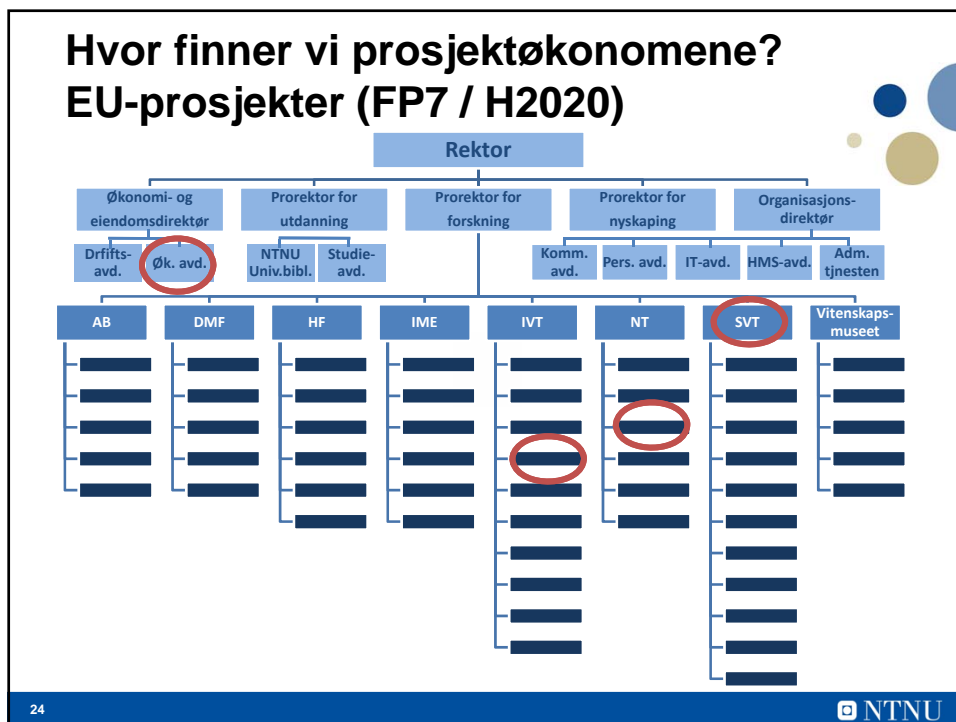 Hvor finner vi prosjektøkonomene?
EU-prosjekter (FP7 / H2020)
Rektor
Økonomi- og
eiendomsdirektør
Prorektor for
utdanning
Prorektor for
forskning
Prorektor for
nyskaping
Organisasjons-
direktør
Drfifts-
avd.
Øk. avd.
NTNU
Univ.bibl.
Studie-
avd.
Komm.
avd.
Pers. avd.
IT-avd.
HMS-avd.
Adm.
tjnesten
AB
DMF
HF
IME
IVT
NT
SVT
Vitenskaps-
museet
24
NTNU